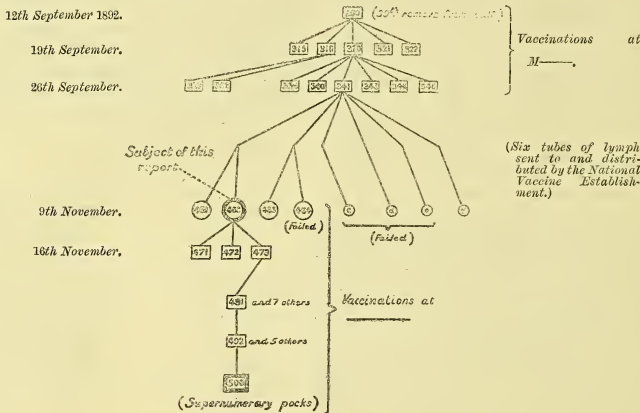 12th September 1892.
19th September.
Vaccinations at
M——.
26th September.
(Six tubes of lymph
sent to and distri-
buted by the National
Vaccine Establish-
ment.)
Subject of this
report.
9th November.
(Failed)
(Failed)
16th November.
471 472 473
481 and 7 others
Vaccinations at
492 and 5 others
(Supernumerary pocks)